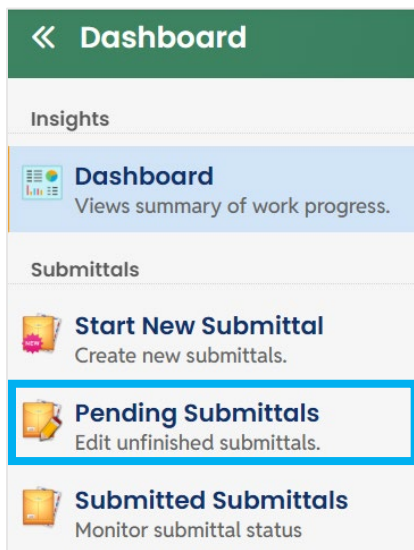 « Dashboard
Insights
Dashboard
Views summary of work progress.
Submittals
NEW
Start New Submittal
Create new submittals.
Pending Submittals
Edit unfinished submittals.
Submitted Submittals
Monitor submittal status